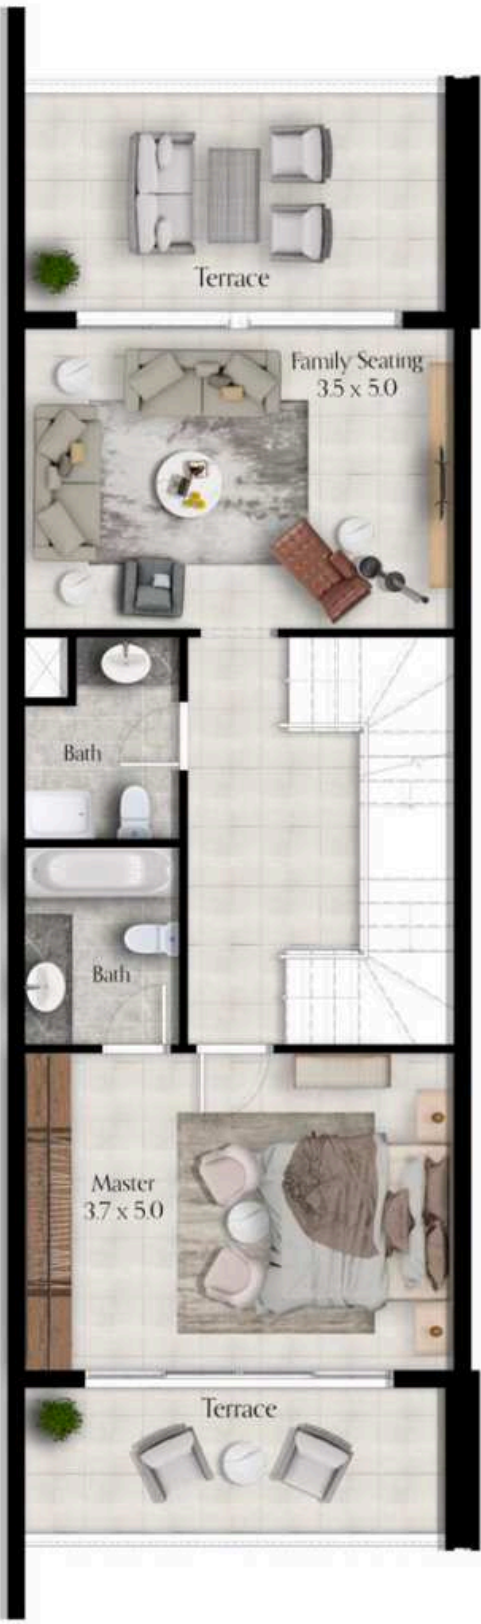 Terrace
Family Seating
3.5 x 5.0
Bath
Bath
Master
3.7 x 5.0
Terrace